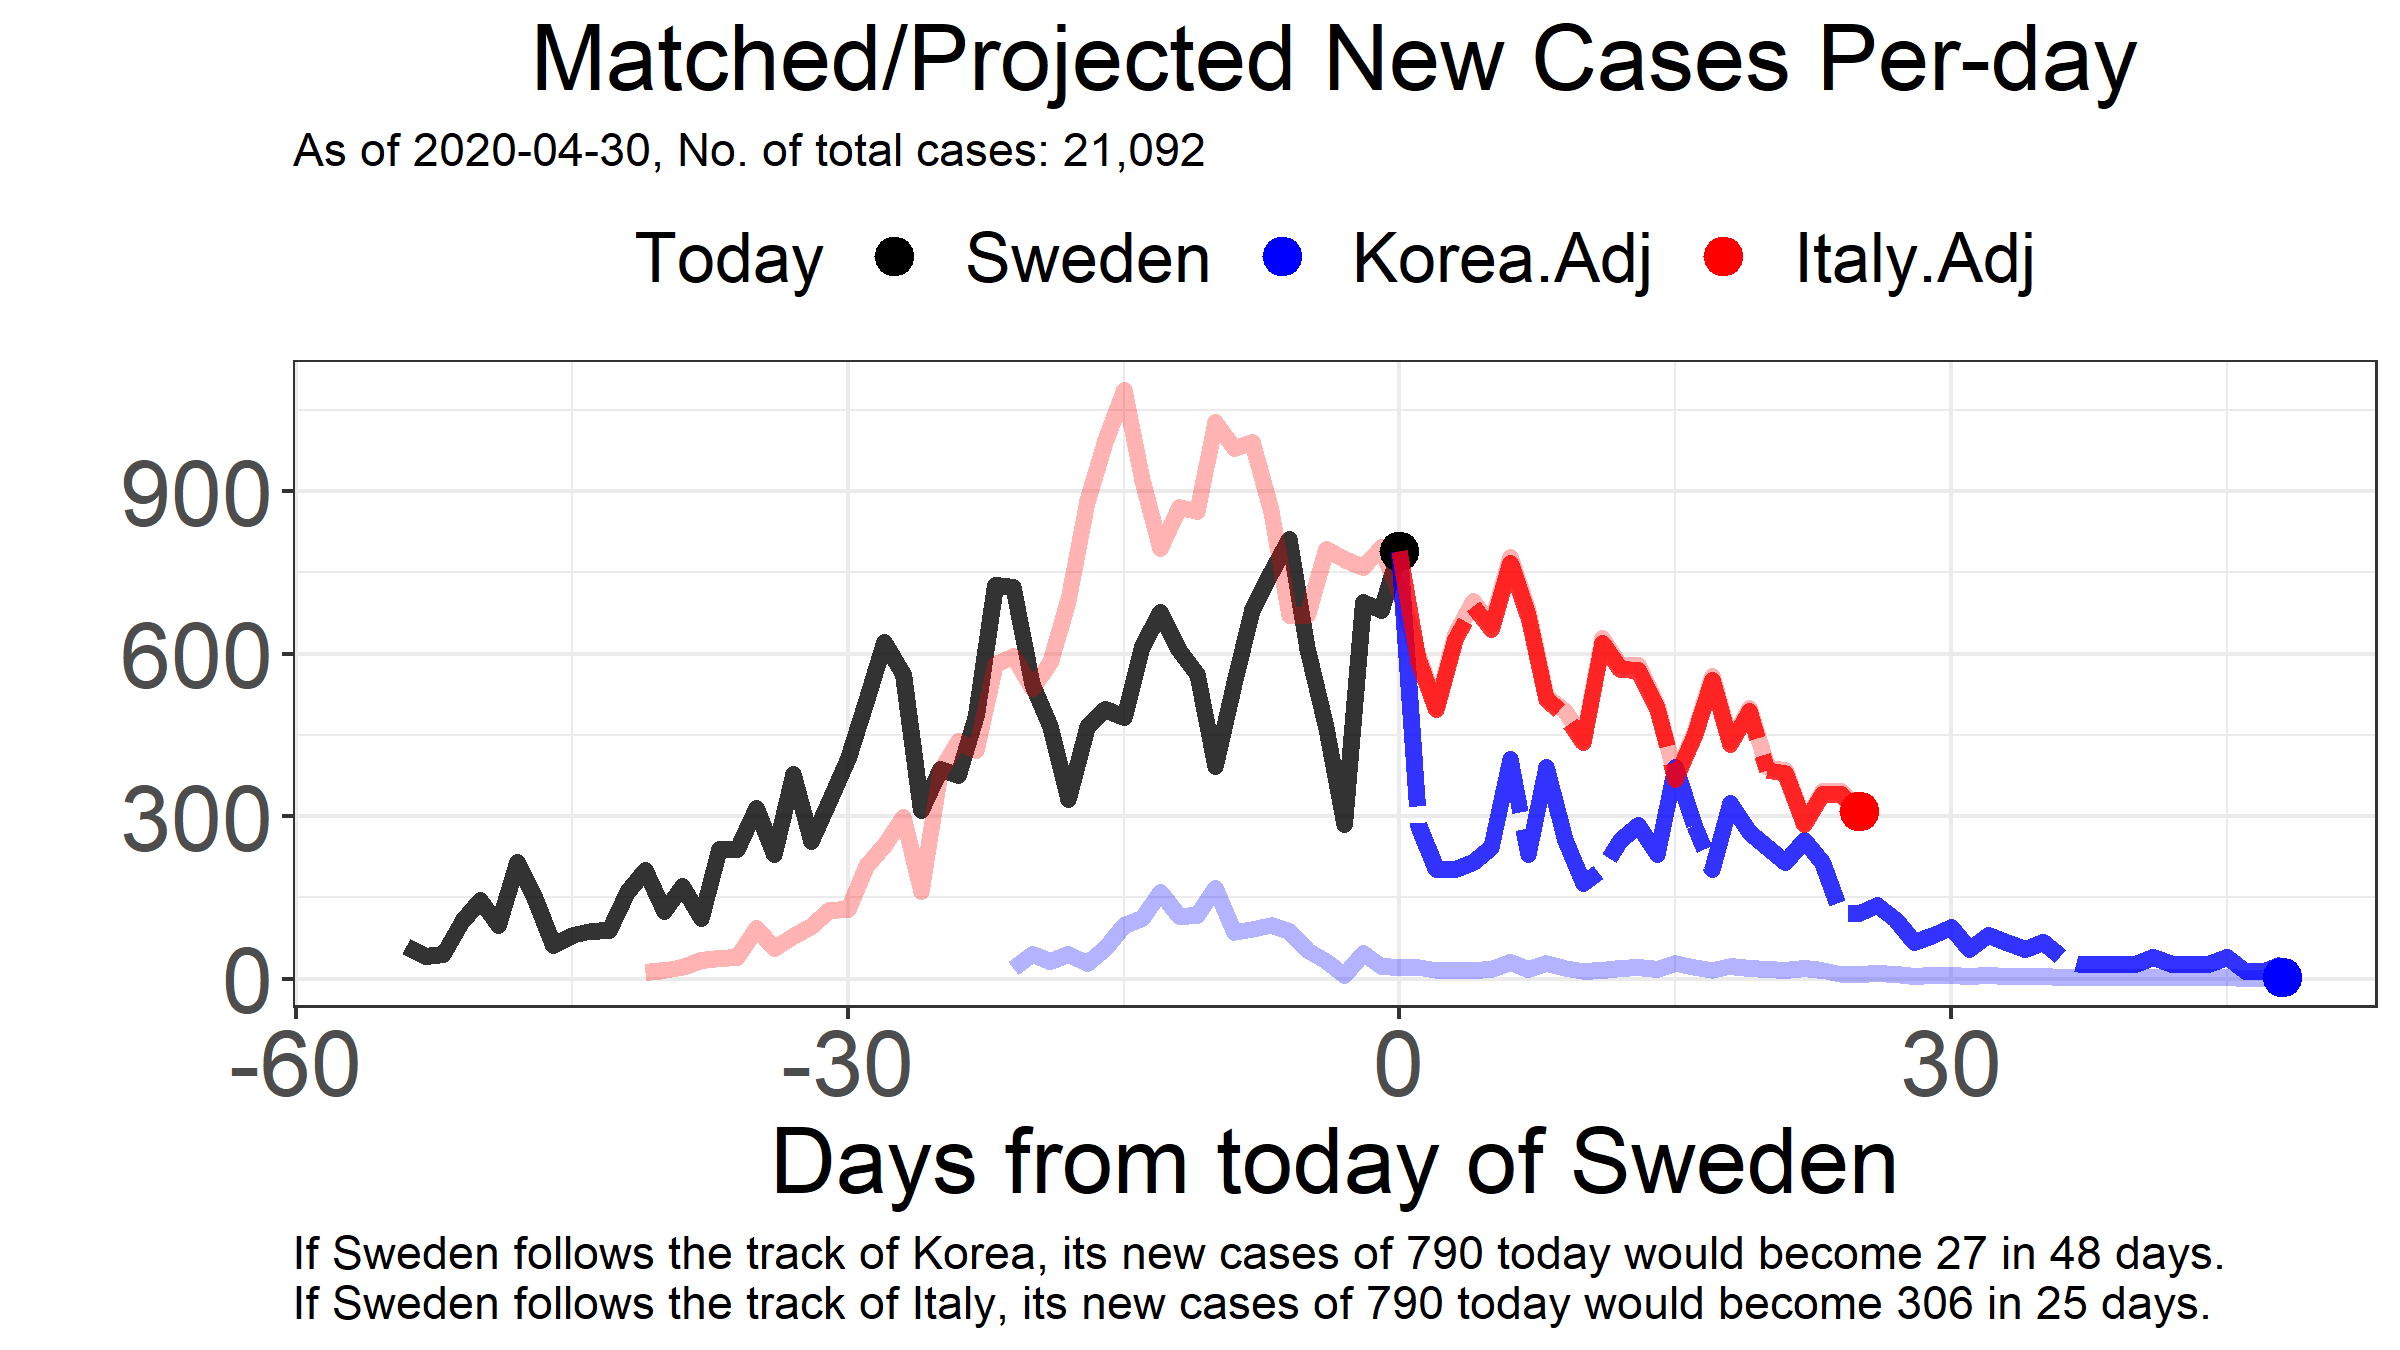 Matched/Projected New Cases Per-day
As of 2020-04-30, No. of total cases: 21,092
Today Sweden Korea.Adj Italy.Adj
900
600
300
0
-60 -30 0 30
Days from today of Sweden
If Sweden follows the track of Korea, its new cases of 790 today would become 27 in 48 days.
If Sweden follows the track of Italy, its new cases of 790 today would become 306 in 25 days.